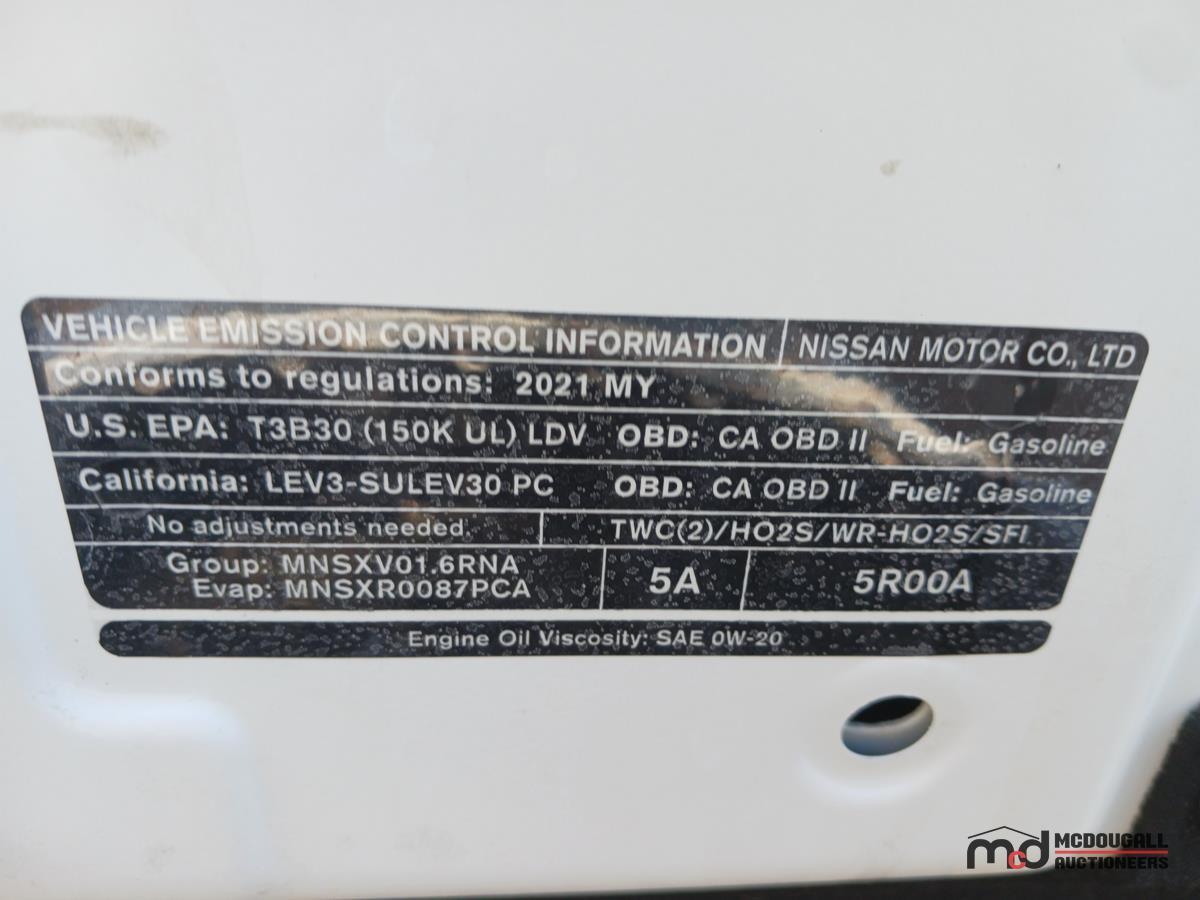 VEHICLE EMISSION CONTROL INFORMATION NISSAN MOTOR CO., LTD
Conforms to regulations: 2021 MY
U.S. EPA: T3B30 (150K UL) LDV OBD: CA OBD II Fuel: Gasoline
California: LEV3-SULEV30 PC OBD: CA OBD II Fuel: Gasoline
No adjustments needed. TWC(2)/HO2S/WR-HO2S/SFI
Group: MNSXV01.6RNA
Evap: MNSXR0087PCA
5A 5R00A
Engine Oil Viscosity: SAE 0W-20
mcd MCDOUGALL
AUCTIONEERS